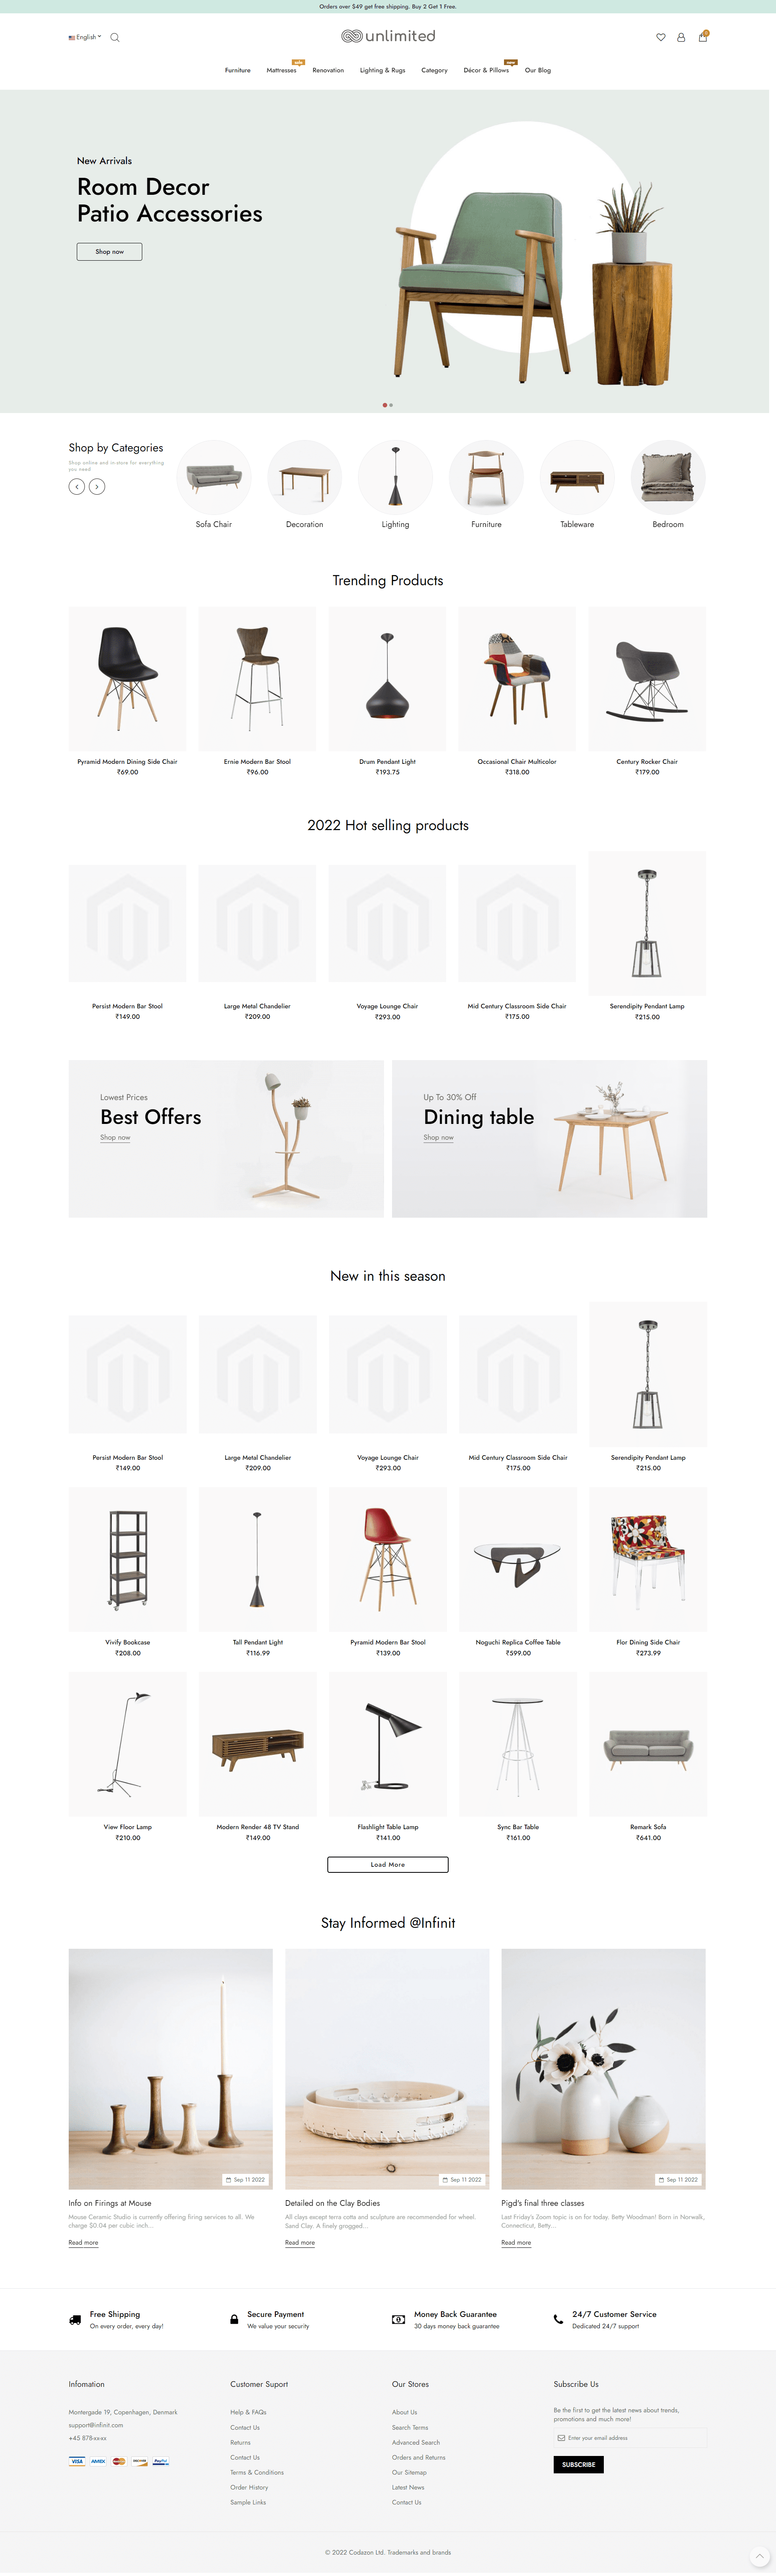 Orders over $49 get free shipping. Buy 2 Get 1 Free.
English
unlimited
0
sale
new
Furniture
Mattresses
Renovation
Lighting & Rugs
Category
Décor & Pillows
Our Blog
New Arrivals
Room Decor
Patio Accessories
Shop now
Shop by Categories
Shop online and in-store for everything
you need
Sofa Chair
Decoration
Lighting
Furniture
Tableware
Bedroom
Trending Products
Pyramid Modern Dining Side Chair
₹69.00
Ernie Modern Bar Stool
₹96.00
Drum Pendant Light
₹193.75
Occasional Chair Multicolor
₹318.00
Century Rocker Chair
₹179.00
2022 Hot selling products
Persist Modern Bar Stool
₹149.00
Large Metal Chandelier
₹209.00
Voyage Lounge Chair
₹293.00
Mid Century Classroom Side Chair
₹175.00
Serendipity Pendant Lamp
₹215.00
Lowest Prices
Best Offers
Shop now
Up To 30% Off
Dining table
Shop now
New in this season
Persist Modern Bar Stool
₹149.00
Large Metal Chandelier
₹209.00
Voyage Lounge Chair
₹293.00
Mid Century Classroom Side Chair
₹175.00
Serendipity Pendant Lamp
₹215.00
Vivify Bookcase
₹208.00
Tall Pendant Light
₹116.99
Pyramid Modern Bar Stool
₹139.00
Noguchi Replica Coffee Table
₹599.00
Flor Dining Side Chair
₹273.99
View Floor Lamp
₹210.00
Modern Render 48 TV Stand
₹149.00
Flashlight Table Lamp
₹141.00
Sync Bar Table
₹161.00
Remark Sofa
₹641.00
Load More
Stay Informed @Infinit
Sep 11 2022
Info on Firings at Mouse
Mouse Ceramic Studio is currently offering firing services to all. We
charge $0.04 per cubic inch...
Read more
Sep 11 2022
Detailed on the Clay Bodies
All clays except terra cotta and sculpture are recommended for wheel.
Sand Clay. A finely grogged...
Read more
Sep 11 2022
Pigd's final three classes
Last Friday's Zoom topic is on for today. Betty Woodman! Born in Norwalk,
Connecticut, Betty...
Read more
Free Shipping
On every order, every day!
Secure Payment
We value your security
Money Back Guarantee
30 days money back guarantee
24/7 Customer Service
Dedicated 24/7 support
Infomation
Montergade 19, Copenhagen, Denmark
support@infinit.com
+45 878-xx-xx
VISA
AMEX
MasterCard
DISCOVER
PayPal
Customer Suport
Help & FAQs
Contact Us
Returns
Contact Us
Terms & Conditions
Order History
Sample Links
Our Stores
About Us
Search Terms
Advanced Search
Orders and Returns
Our Sitemap
Latest News
Contact Us
Subscribe Us
Be the first to get the latest news about trends,
promotions and much more!
Enter your email address
SUBSCRIBE
© 2022 Codazon Ltd. Trademarks and brands